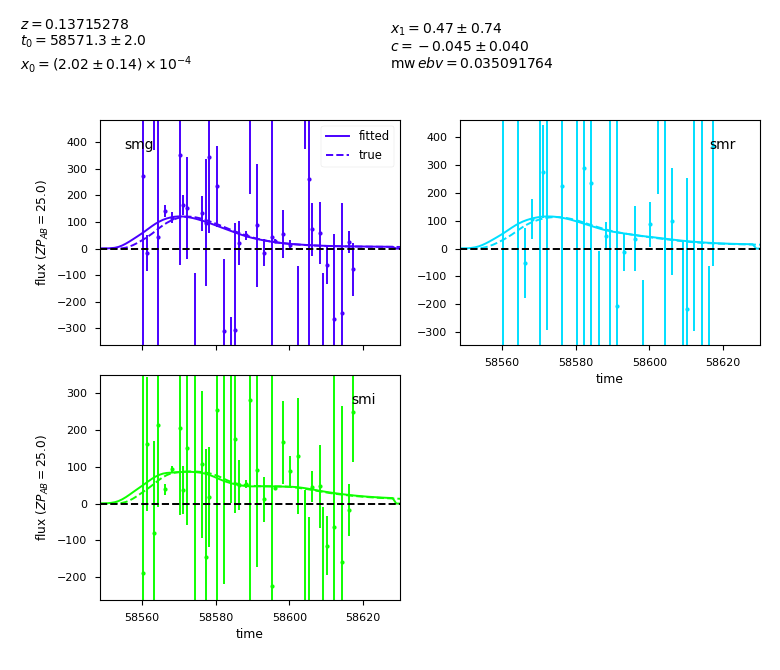 z = 0.13715278
t₀ = 58571.3 ± 2.0
x₀ = (2.02 ± 0.14) × 10⁻⁴
x₁ = 0.47 ± 0.74
c = −0.045 ± 0.040
mw ebv = 0.035091764
smg
fitted
true
400
300
200
100
0
−100
−200
−300
flux (ZP_AB = 25.0)
smr
400
300
200
100
0
−100
−200
−300
58560 58580 58600 58620
time
smi
300
200
100
0
−100
−200
flux (ZP_AB = 25.0)
58560 58580 58600 58620
time